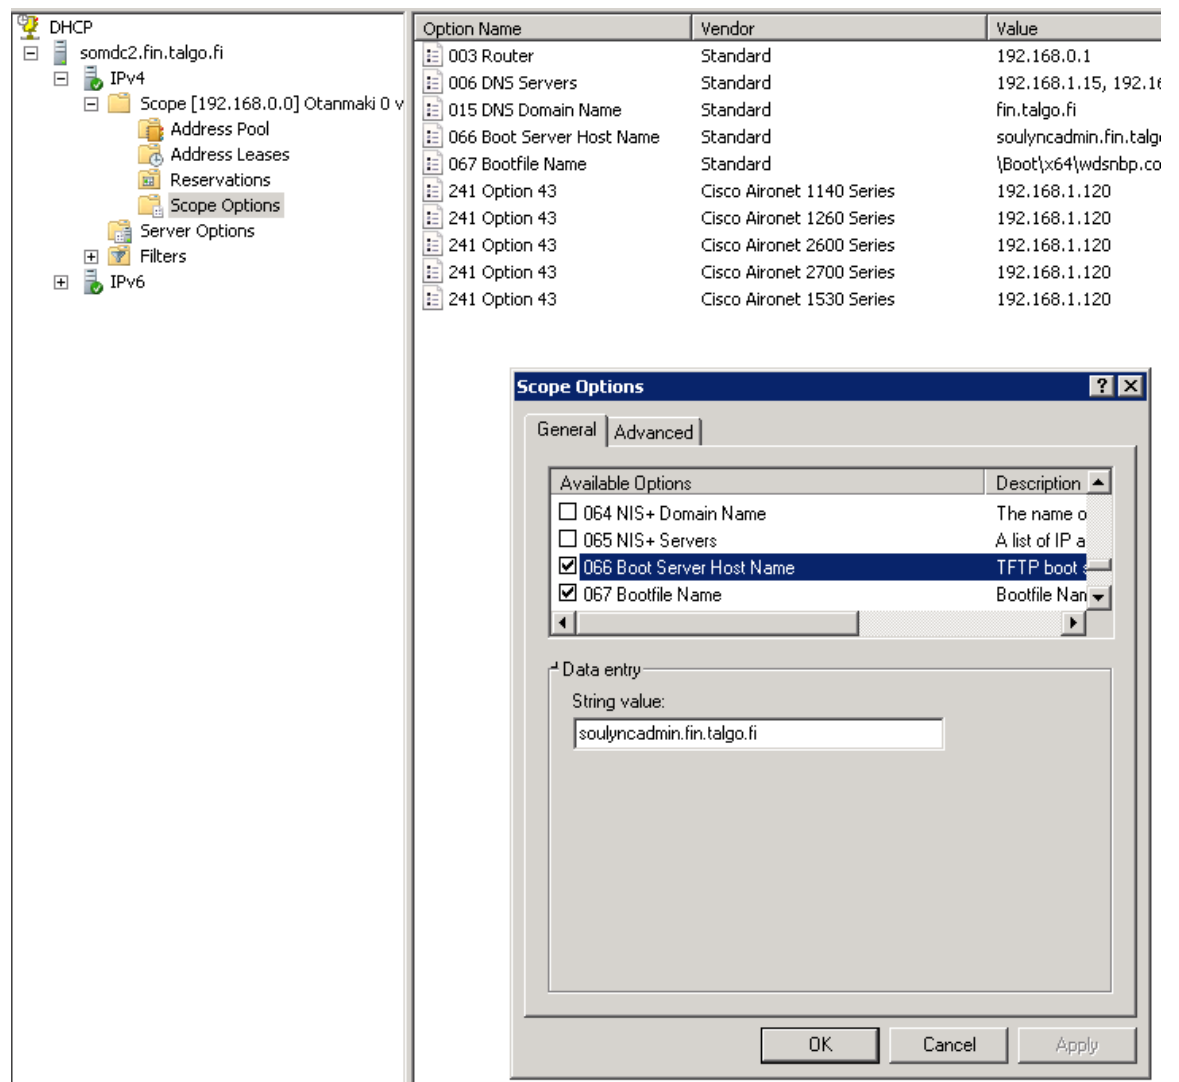 DHCP
somdc2.fin.talgo.fi
IPv4
Scope [192.168.0.0] Otanmaki 0 v
Address Pool
Address Leases
Reservations
Scope Options
Server Options
Filters
IPv6
Option Name Vendor Value
003 Router Standard 192.168.0.1
006 DNS Servers Standard 192.168.1.15, 192.16
015 DNS Domain Name Standard fin.talgo.fi
066 Boot Server Host Name Standard soulyncadmin.fin.talg
067 Bootfile Name Standard \Boot\x64\wdsnbp.co
241 Option 43 Cisco Aironet 1140 Series 192.168.1.120
241 Option 43 Cisco Aironet 1260 Series 192.168.1.120
241 Option 43 Cisco Aironet 2600 Series 192.168.1.120
241 Option 43 Cisco Aironet 2700 Series 192.168.1.120
241 Option 43 Cisco Aironet 1530 Series 192.168.1.120
Scope Options
General Advanced
Available Options Description
064 NIS+ Domain Name The name o
065 NIS+ Servers A list of IP a
066 Boot Server Host Name TFTP boot s
067 Bootfile Name Bootfile Nan
Data entry
String value:
soulyncadmin.fin.talgo.fi
OK Cancel Apply